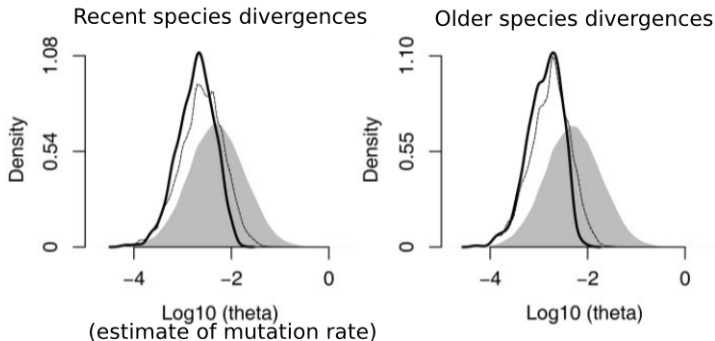 Recent species divergences
1.08
0.54
0
Density
−4
−2
0
Log10 (theta)
(estimate of mutation rate)
Older species divergences
1.10
0.55
0
Density
−4
−2
0
Log10 (theta)